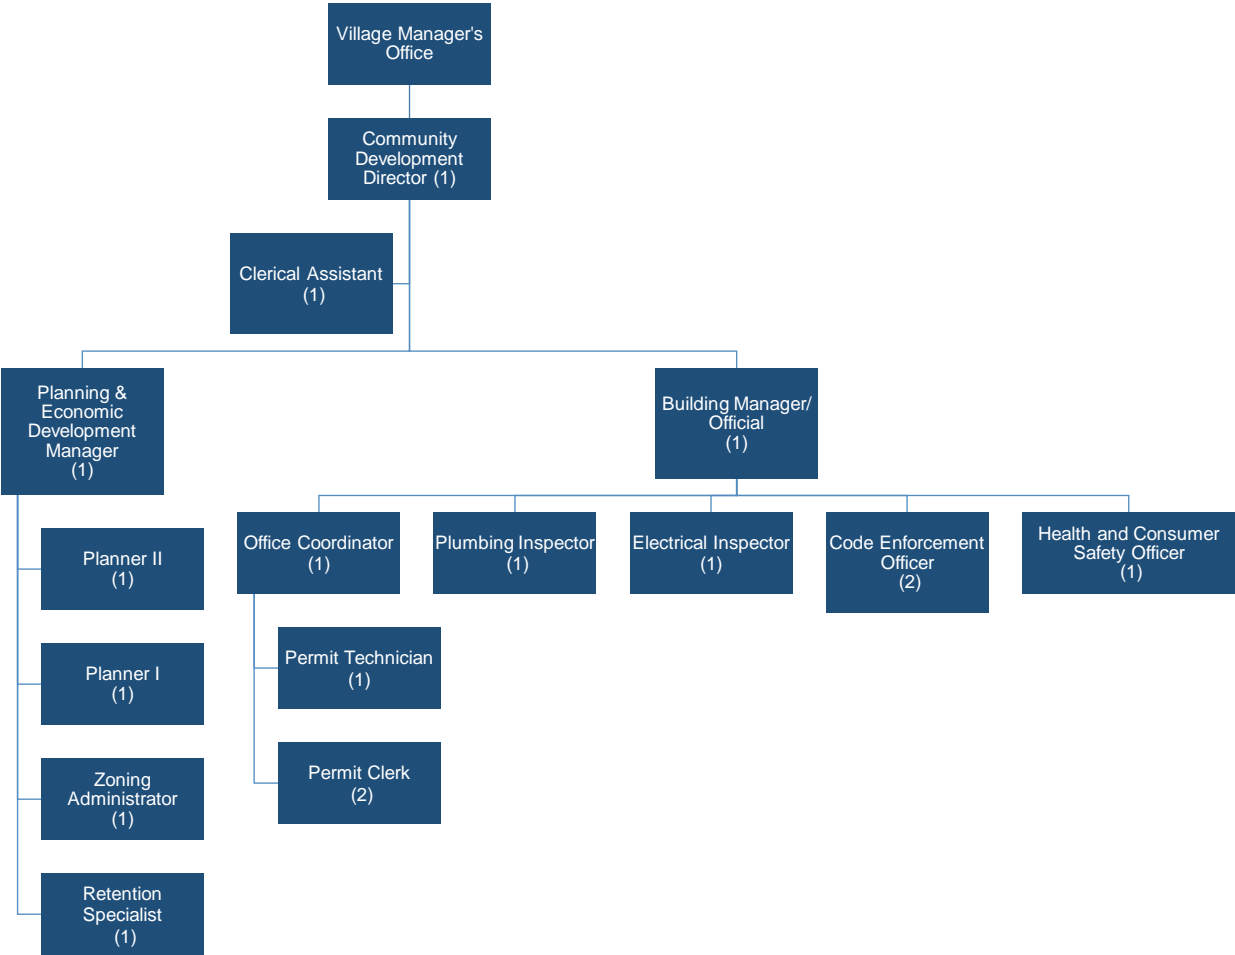 Village Manager's
Office
Community
Development
Director (1)
Clerical Assistant
(1)
Planning &
Economic
Development
Manager
(1)
Building Manager/
Official
(1)
Office Coordinator
(1)
Plumbing Inspector
(1)
Electrical Inspector
(1)
Code Enforcement
Officer
(2)
Health and Consumer
Safety Officer
(1)
Planner II
(1)
Permit Technician
(1)
Planner I
(1)
Permit Clerk
(2)
Zoning
Administrator
(1)
Retention
Specialist
(1)